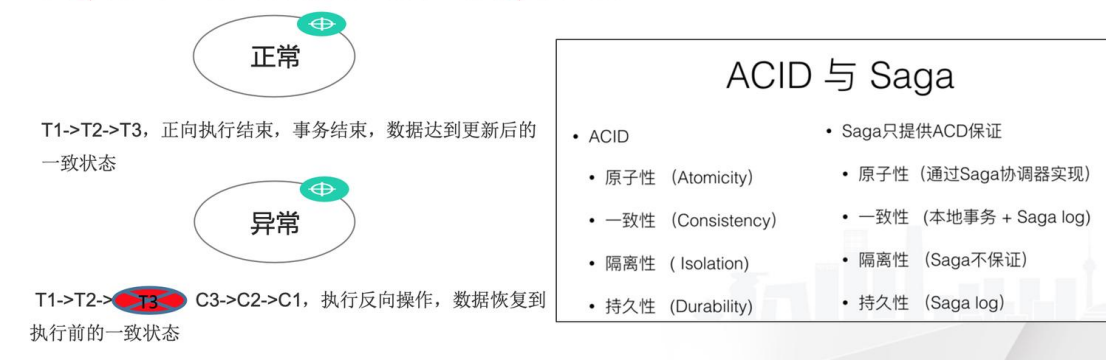 正常
T1->T2->T3，正向执行结束，事务结束，数据达到更新后的
一致状态
异常
T1->T2->T3 C3->C2->C1，执行反向操作，数据恢复到
执行前的一致状态
ACID 与 Saga
• ACID
• 原子性 （Atomicity）
• 一致性 （Consistency）
• 隔离性 （ Isolation）
• 持久性 （Durability）
• Saga只提供ACD保证
• 原子性（通过Saga协调器实现）
• 一致性 （本地事务 + Saga log）
• 隔离性 （Saga不保证）
• 持久性 （Saga log）